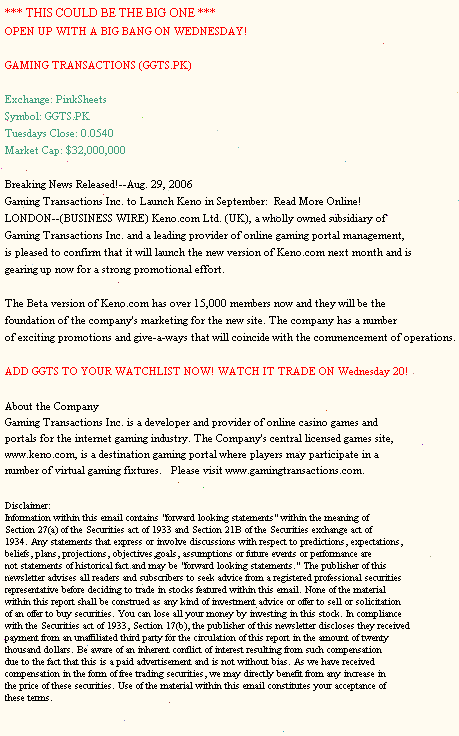 *** THIS COULD BE THE BIG ONE ***
OPEN UP WITH A BIG BANG ON WEDNESDAY!
GAMING TRANSACTIONS (GGTS.PK)
Exchange: PinkSheets
Symbol: GGTS.PK
Tuesdays Close: 0.0540
Market Cap: $32,000,000
Breaking News Released!--Aug. 29, 2006
Gaming Transactions Inc. to Launch Keno in September:  Read More Online!
LONDON--(BUSINESS WIRE) Keno.com Ltd. (UK), a wholly owned subsidiary of
Gaming Transactions Inc. and a leading provider of online gaming portal management,
is pleased to confirm that it will launch the new version of Keno.com next month and is
gearing up now for a strong promotional effort.
The Beta version of Keno.com has over 15,000 members now and they will be the
foundation of the company's marketing for the new site. The company has a number
of exciting promotions and give-a-ways that will coincide with the commencement of operations.
ADD GGTS TO YOUR WATCHLIST NOW! WATCH IT TRADE ON Wednesday 20!
About the Company
Gaming Transactions Inc. is a developer and provider of online casino games and
portals for the internet gaming industry. The Company's central licensed games site,
www.keno.com, is a destination gaming portal where players may participate in a
number of virtual gaming fixtures.   Please visit www.gamingtransactions.com.
Disclaimer:
Information within this email contains "forward looking statements" within the meaning of
Section 27(a) of the Securities act of 1933 and Section 21B of the Securities exchange act of
1934. Any statements that express or involve discussions with respect to predictions, expectations,
beliefs, plans, projections, objectives,goals, assumptions or future events or performance are
not statements of historical fact and may be "forward looking statements." The publisher of this
newsletter advises all readers and subscribers to seek advice from a registered professional securities
representative before deciding to trade in stocks featured within this email. None of the material
within this report shall be construed as any kind of investment advice or offer to sell or solicitation
of an offer to buy securities. You can lose all your money by investing in this stock. In compliance
with the Securities act of 1933, Section 17(b), the publisher of this newsletter discloses they received
payment from an unaffiliated third party for the circulation of this report in the amount of twenty
thousand dollars. Be aware of an inherent conflict of interest resulting from such compensation
due to the fact that this is a paid advertisement and is not without bias. As we have received
compensation in the form of free trading securities, we may directly benefit from any increase in
the price of these securities. Use of the material within this email constitutes your acceptance of
these terms.